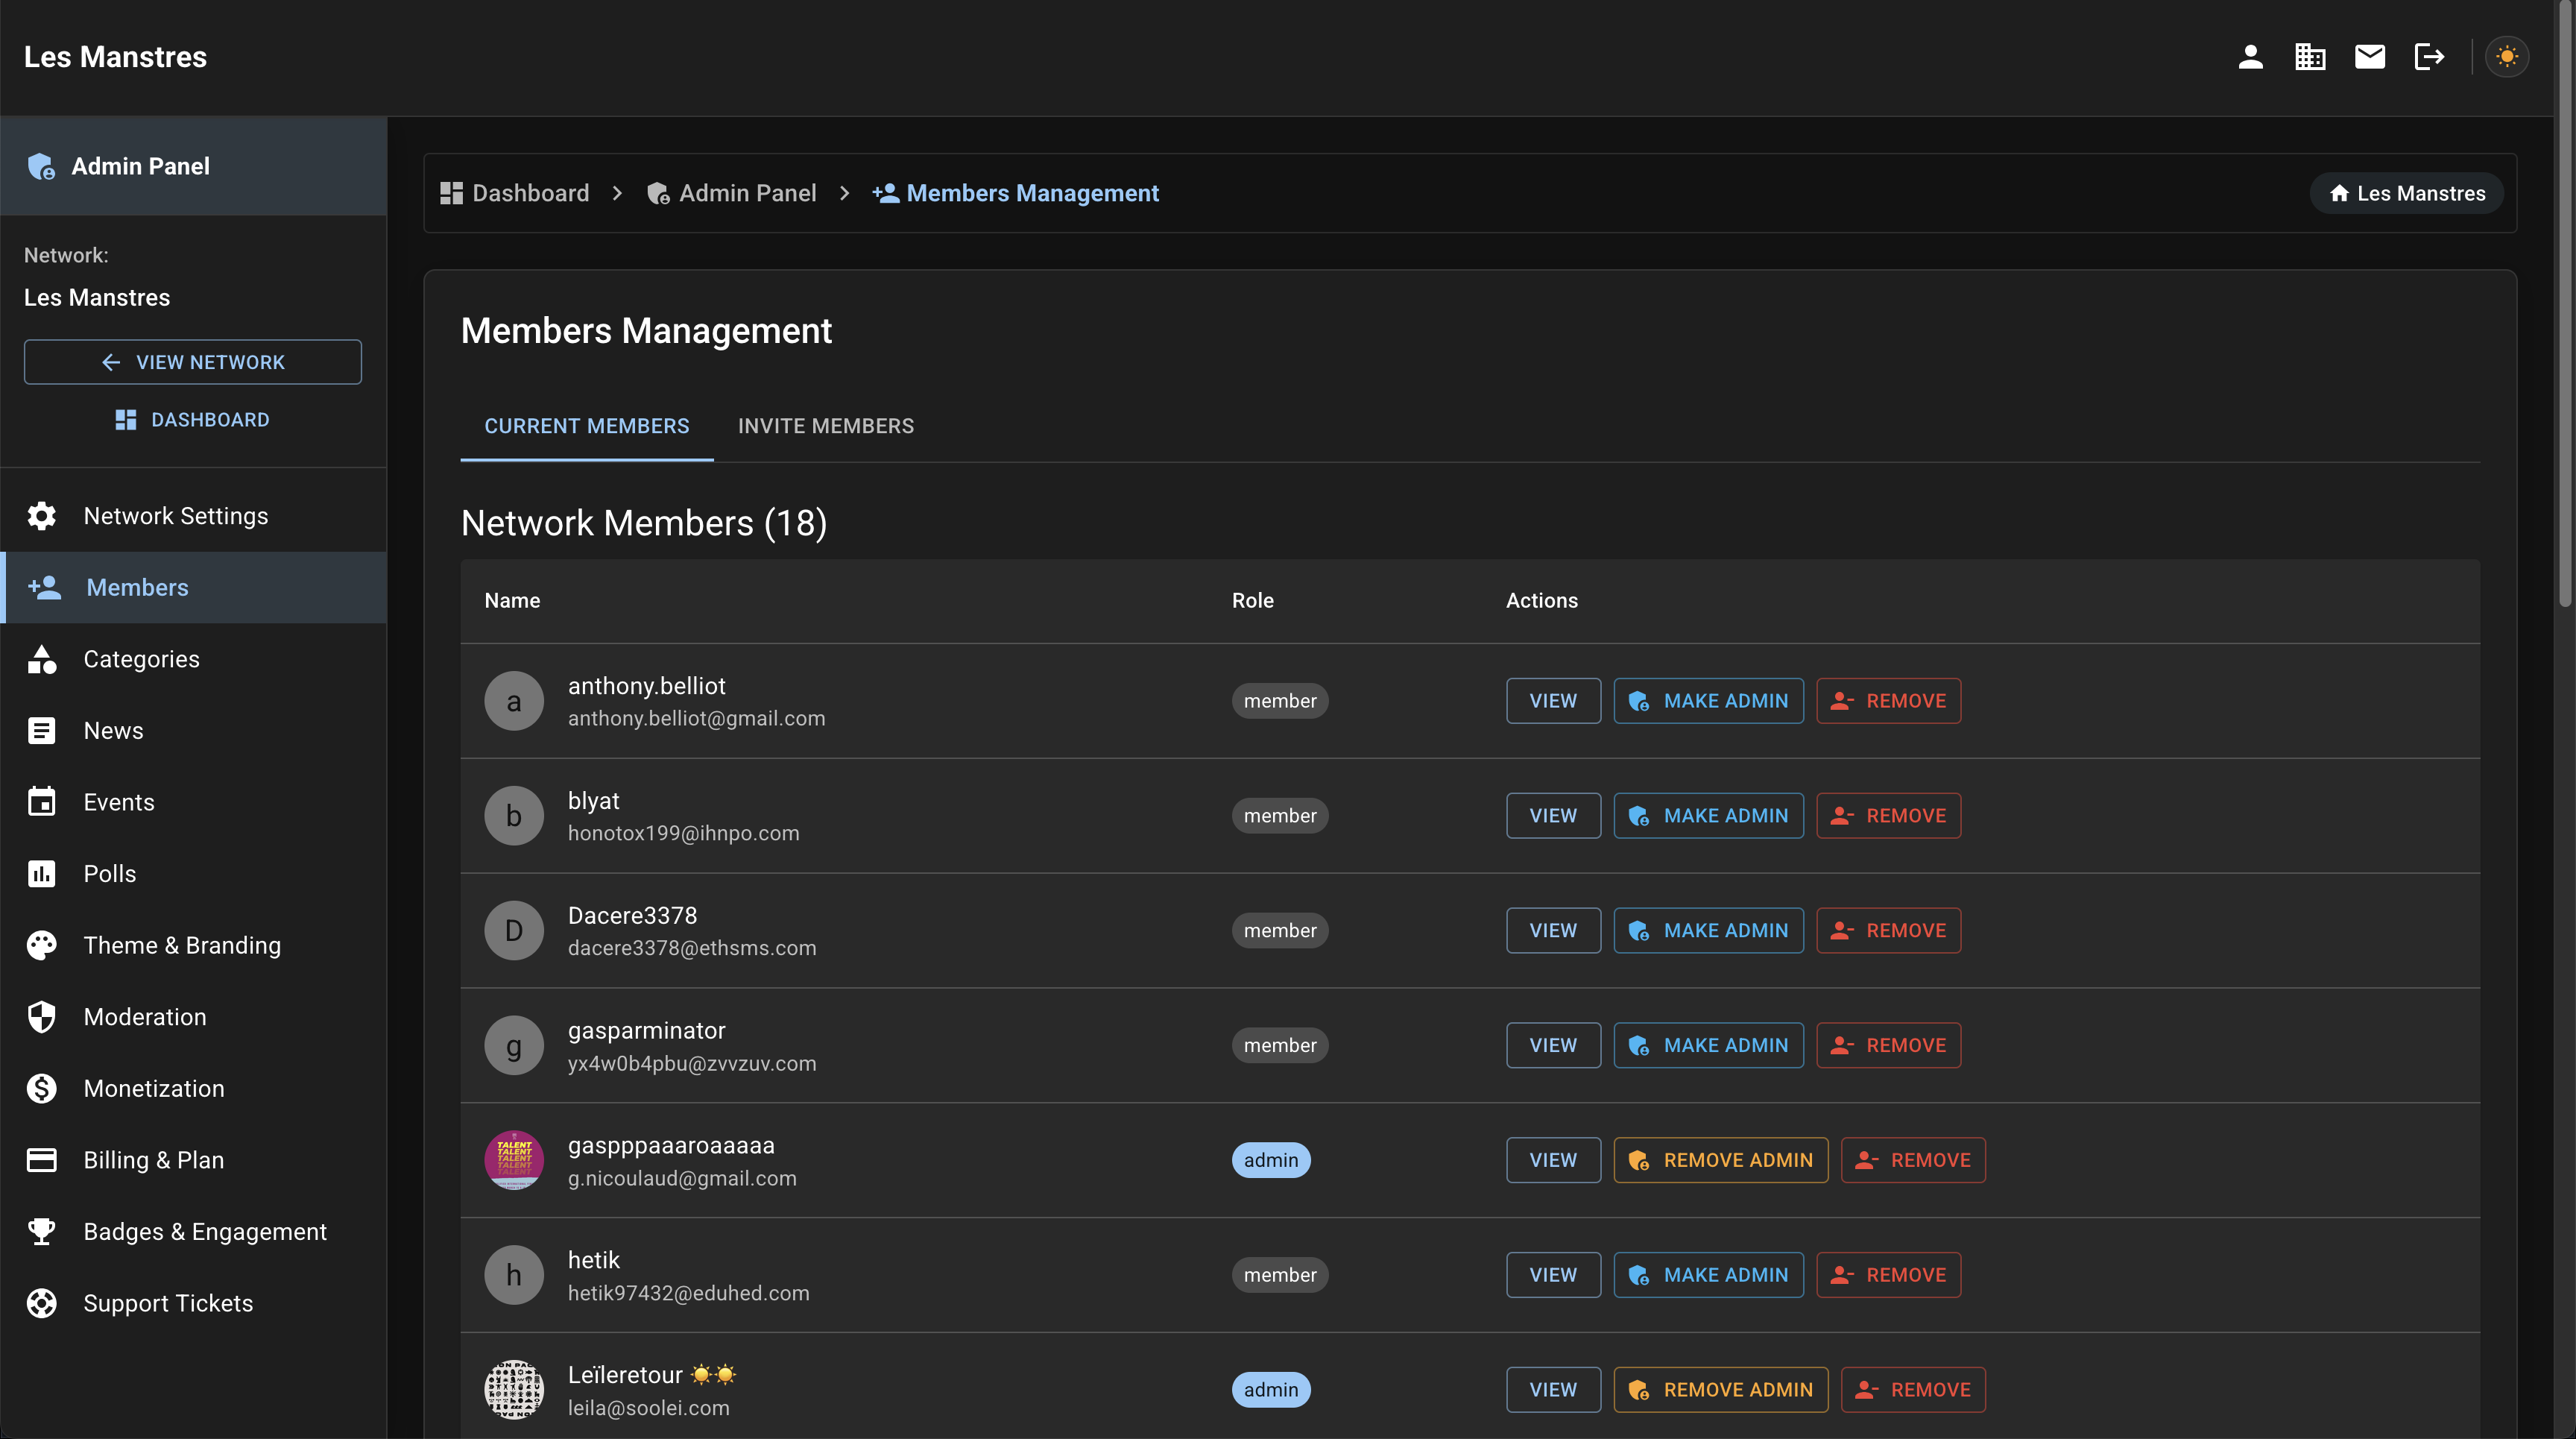 Les Manstres
Admin Panel
Network:
Les Manstres
VIEW NETWORK
DASHBOARD
Network Settings
Members
Categories
News
Events
Polls
Theme & Branding
Moderation
Monetization
Billing & Plan
Badges & Engagement
Support Tickets
Dashboard > Admin Panel > Members Management
Les Manstres
Members Management
CURRENT MEMBERS INVITE MEMBERS
Network Members (18)
Name Role Actions
a anthony.belliot
anthony.belliot@gmail.com
member VIEW MAKE ADMIN REMOVE
b blyat
honotox199@ihnpo.com
member VIEW MAKE ADMIN REMOVE
D Dacere3378
dacere3378@ethsms.com
member VIEW MAKE ADMIN REMOVE
g gasparminator
yx4w0b4pbu@zvvzuv.com
member VIEW MAKE ADMIN REMOVE
TALENT
TALENT
TALENT
TALENT
gaspppaaaroaaaaa
g.nicoulaud@gmail.com
admin VIEW REMOVE ADMIN REMOVE
h hetik
hetik97432@eduhed.com
member VIEW MAKE ADMIN REMOVE
Leïleretour ☀️☀️
leila@soolei.com
admin VIEW REMOVE ADMIN REMOVE